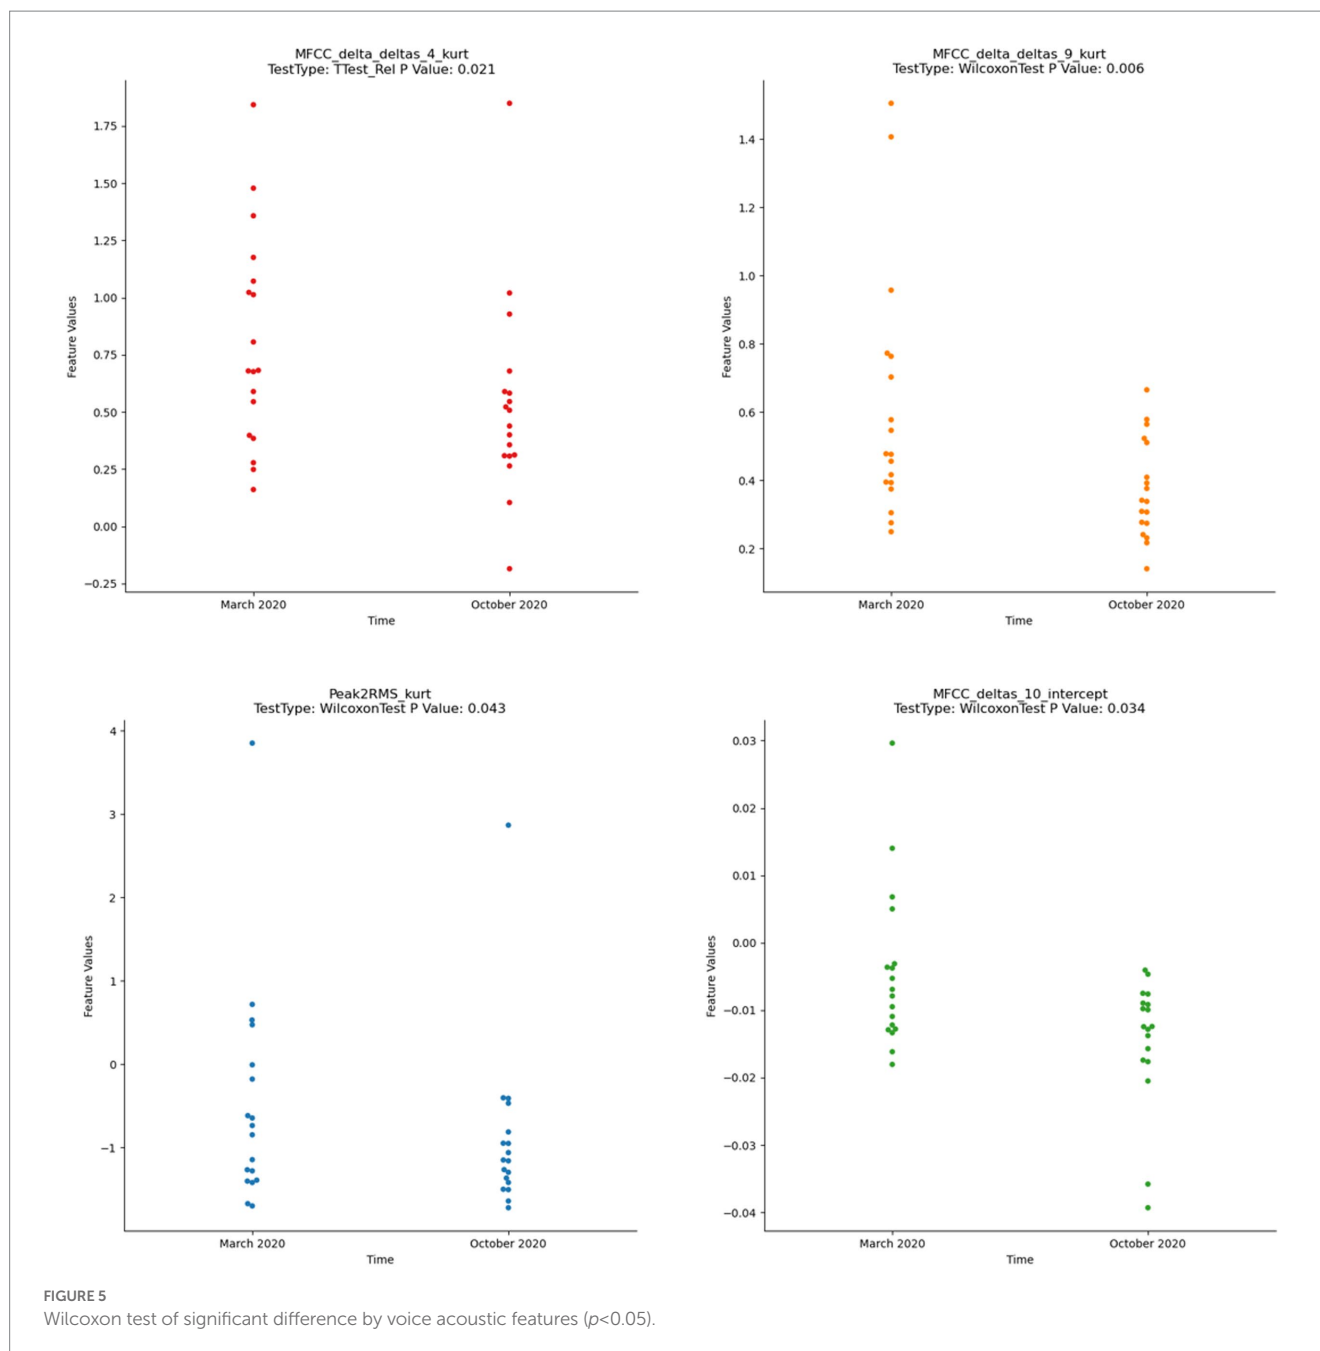 MFCC_delta_deltas_4_kurt
TestType: TTest_Rel P Value: 0.021
1.75
1.50
1.25
1.00
0.75
0.50
0.25
0.00
−0.25
Feature Values
March 2020
October 2020
Time
MFCC_delta_deltas_9_kurt
TestType: WilcoxonTest P Value: 0.006
1.4
1.2
1.0
0.8
0.6
0.4
0.2
Feature Values
March 2020
October 2020
Time
Peak2RMS_kurt
TestType: WilcoxonTest P Value: 0.043
4
3
2
1
0
−1
Feature Values
March 2020
October 2020
Time
MFCC_deltas_10_intercept
TestType: WilcoxonTest P Value: 0.034
0.03
0.02
0.01
0.00
−0.01
−0.02
−0.03
−0.04
Feature Values
March 2020
October 2020
Time
FIGURE 5
Wilcoxon test of significant difference by voice acoustic features (p<0.05).